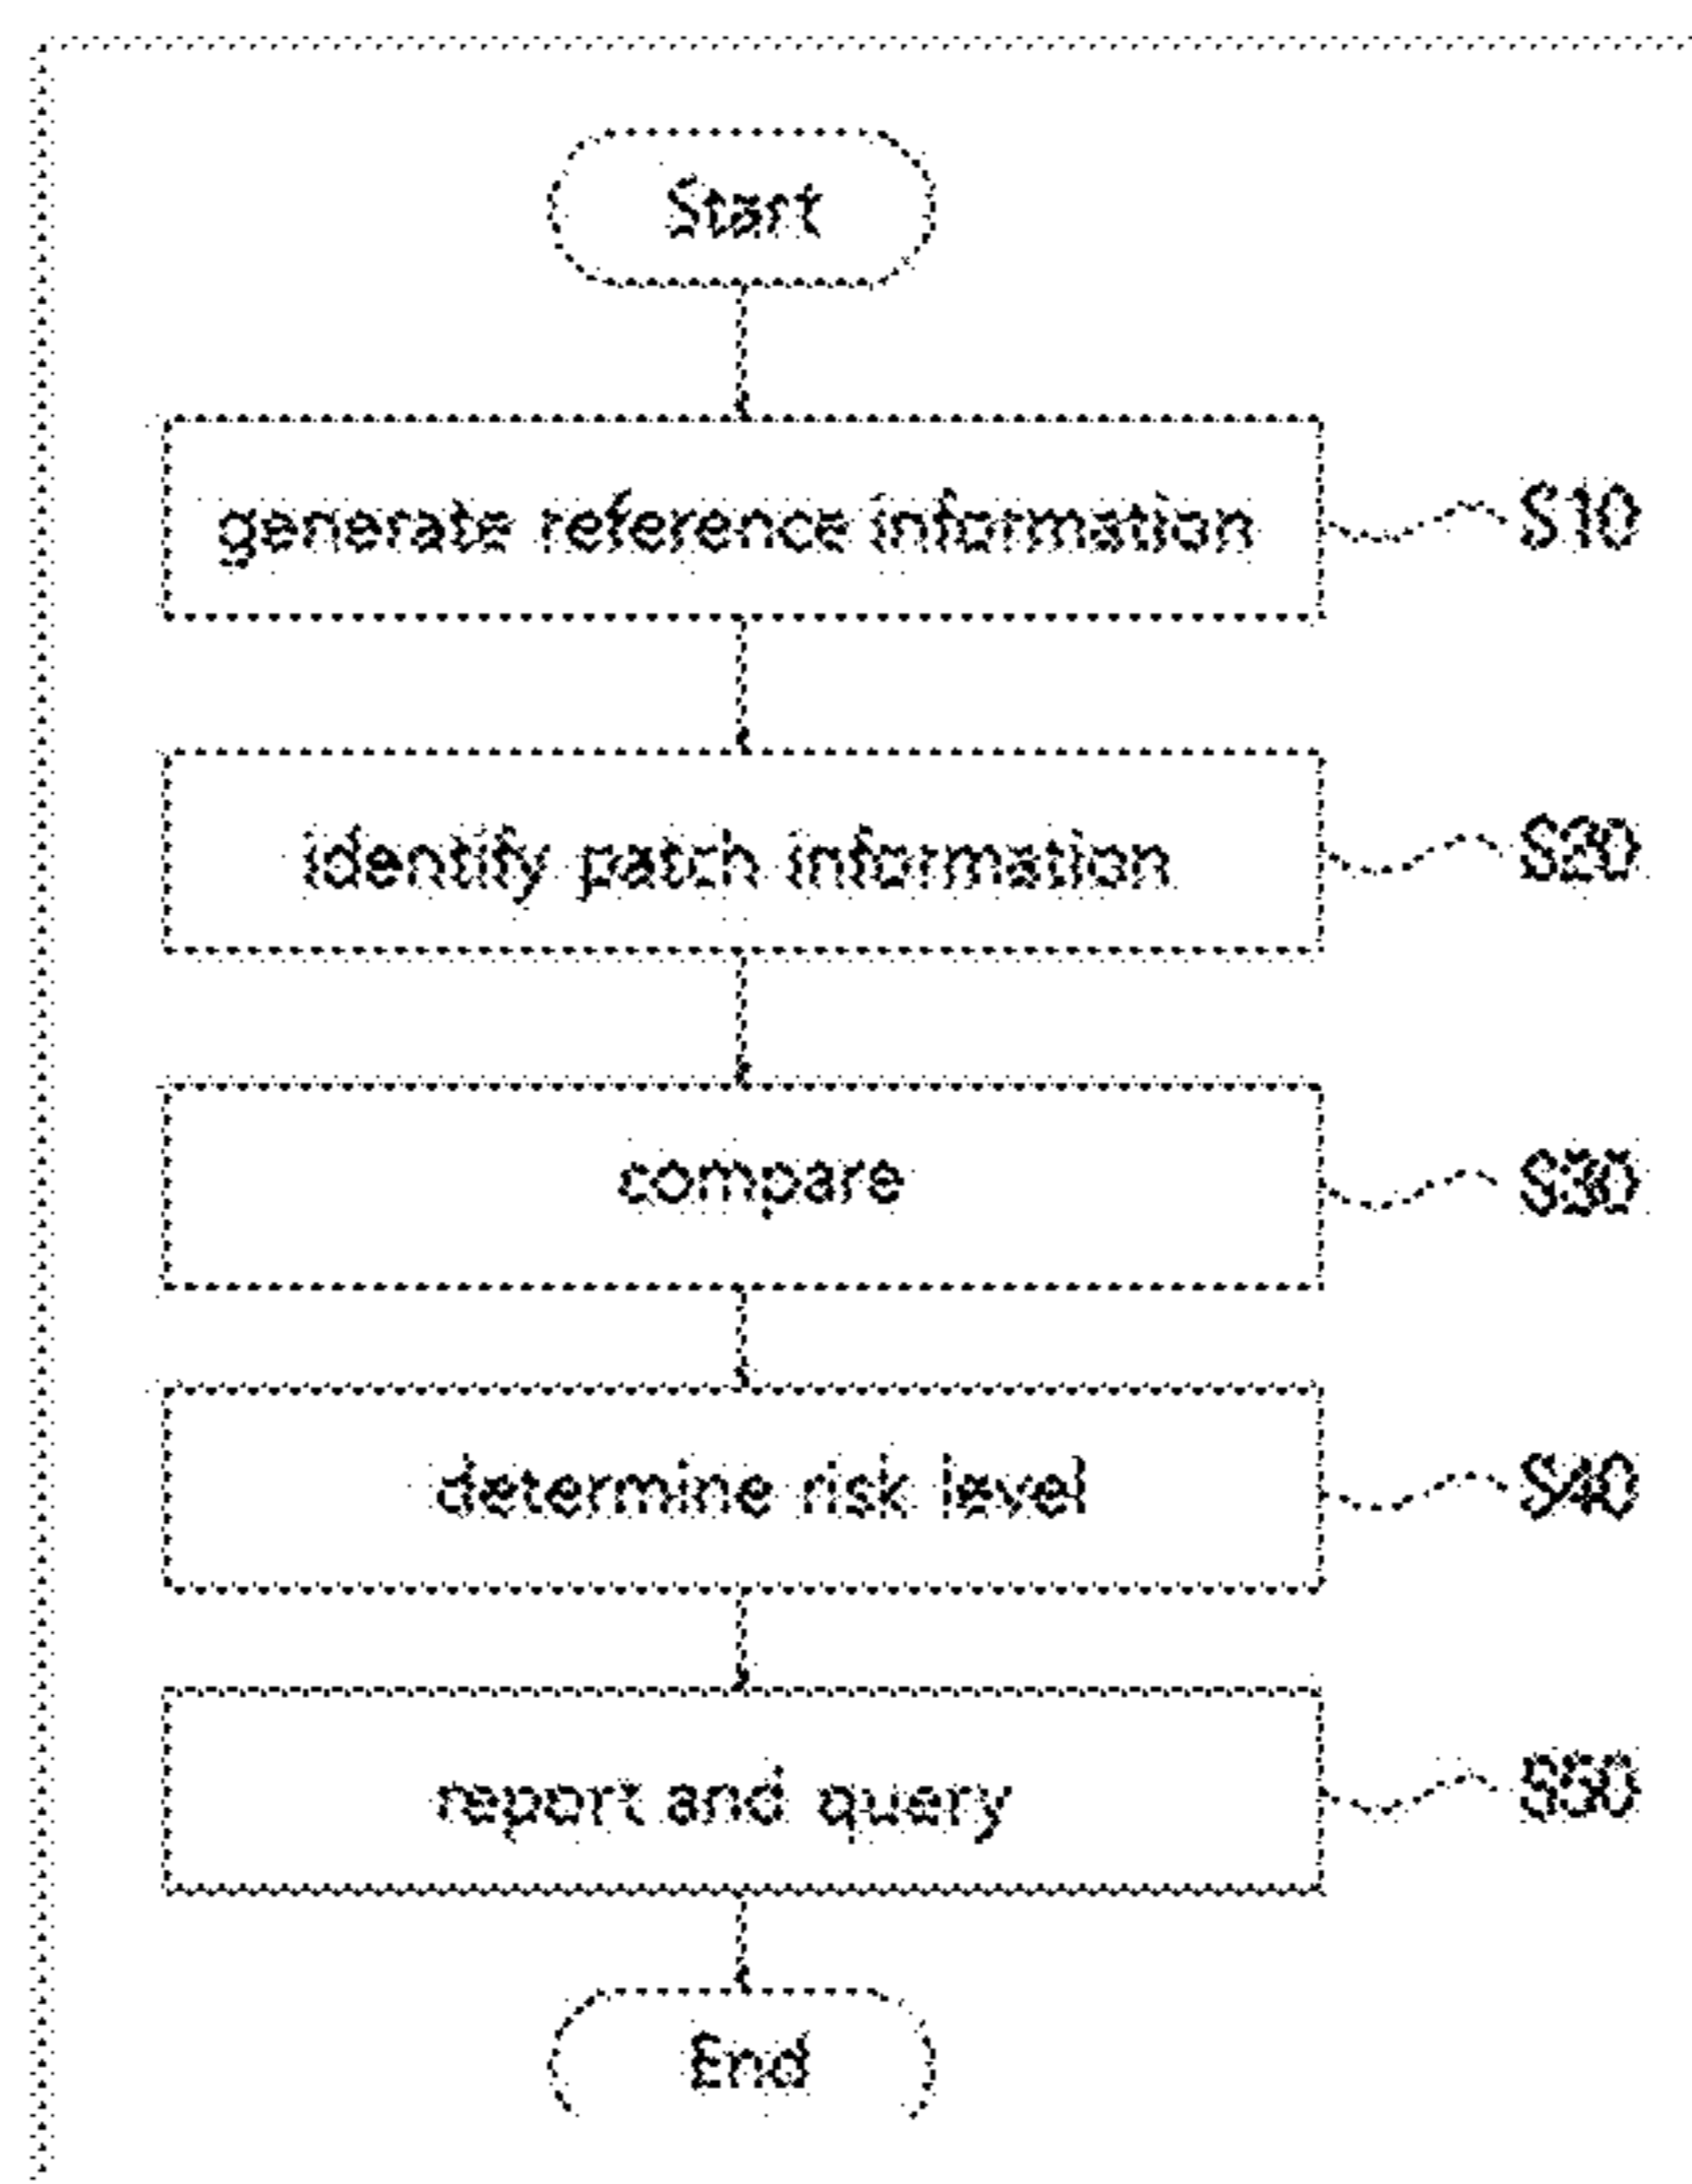 Start
generate reference information S10
identify patch information S20
compare S30
determine risk level S40
report and query S50
End